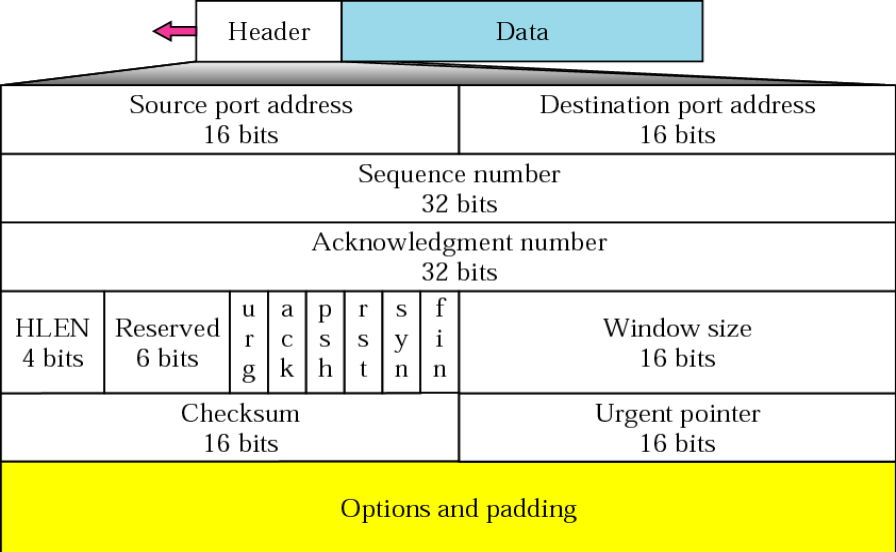 Header
Data
Source port address
16 bits
Destination port address
16 bits
Sequence number
32 bits
Acknowledgment number
32 bits
HLEN
4 bits
Reserved
6 bits
urg
ack
psh
rst
syn
fin
Window size
16 bits
Checksum
16 bits
Urgent pointer
16 bits
Options and padding